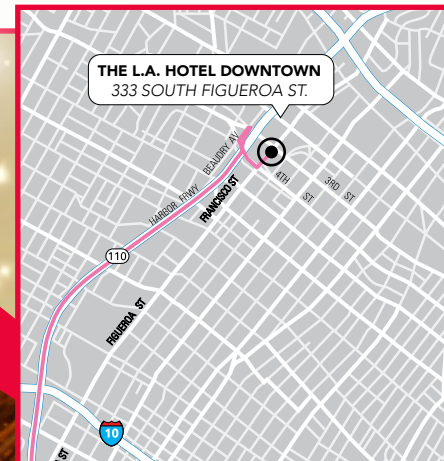 THE L.A. HOTEL DOWNTOWN
333 SOUTH FIGUEROA ST.
BEAUDRY AV
HARBOR FRWY
FRANCISCO ST
4TH ST
3RD ST
110
FIGUEROA ST
10
ST